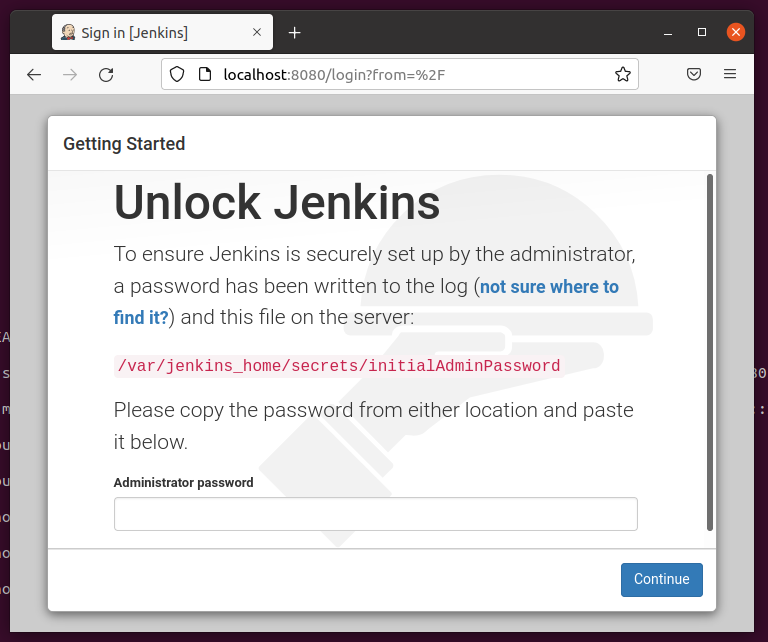 Sign in [Jenkins]
localhost:8080/login?from=%2F
Getting Started
Unlock Jenkins
To ensure Jenkins is securely set up by the administrator,
a password has been written to the log (not sure where to
find it?) and this file on the server:
/var/jenkins_home/secrets/initialAdminPassword
Please copy the password from either location and paste
it below.
Administrator password
Continue